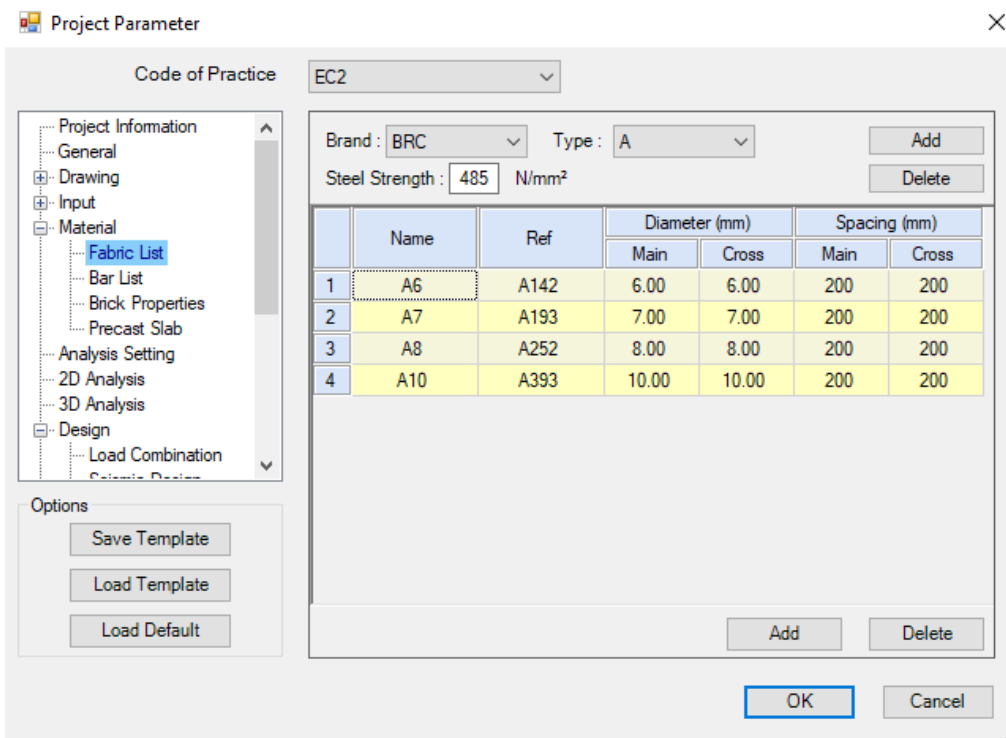 Project Parameter
Code of Practice EC2
Project Information
General
Drawing
Input
Material
Fabric List
Bar List
Brick Properties
Precast Slab
Analysis Setting
2D Analysis
3D Analysis
Design
Load Combination
Options
Save Template
Load Template
Load Default
Brand : BRC Type : A Add
Steel Strength : 485 N/mm² Delete
Name Ref Diameter (mm) Spacing (mm)
Main Cross Main Cross
1 A6 A142 6.00 6.00 200 200
2 A7 A193 7.00 7.00 200 200
3 A8 A252 8.00 8.00 200 200
4 A10 A393 10.00 10.00 200 200
Add Delete
OK Cancel